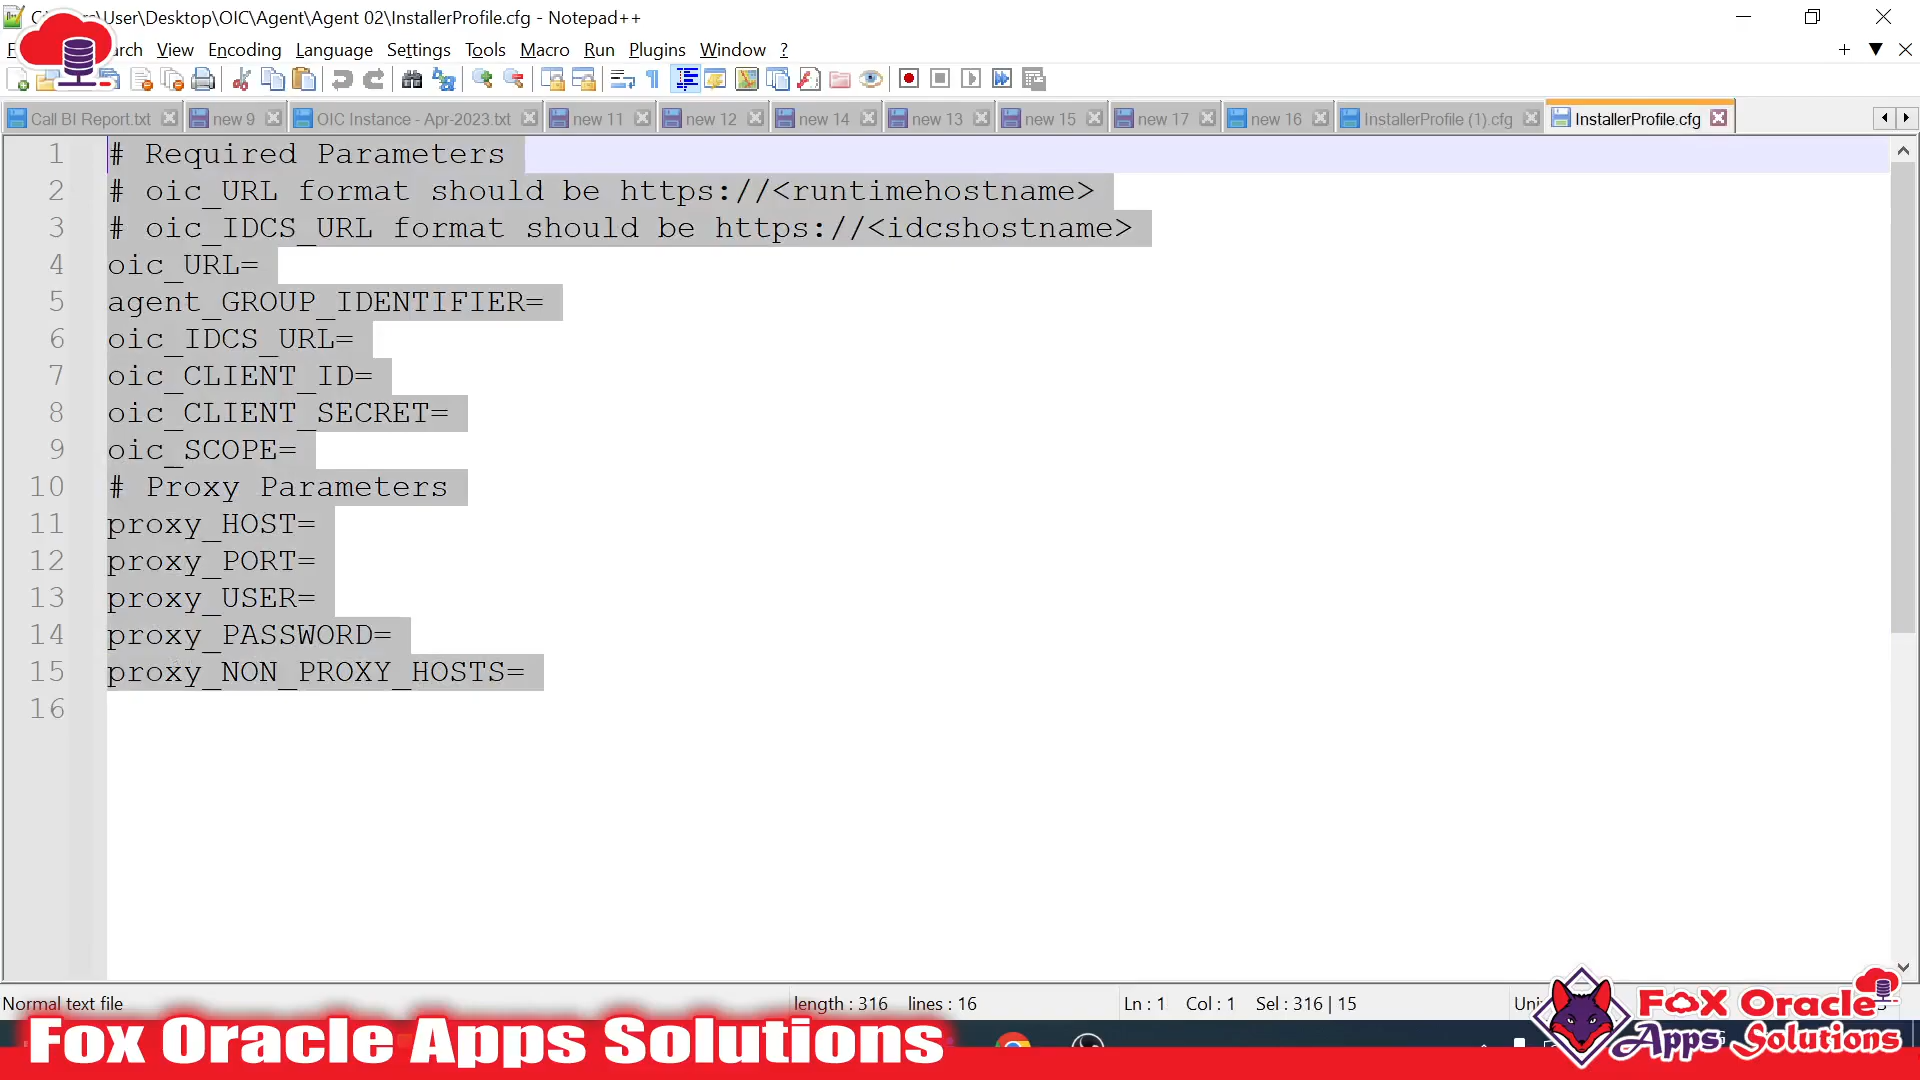 C:\Users\User\Desktop\OIC\Agent\Agent 02\InstallerProfile.cfg - Notepad++
View Encoding Language Settings Tools Macro Run Plugins Window ?
Call BI Report.txt new 9 OIC Instance - Apr-2023.txt new 11 new 12 new 14 new 13 new 15 new 17 new 16 InstallerProfile (1).cfg InstallerProfile.cfg
1 # Required Parameters
2 # oic_URL format should be https://<runtimehostname>
3 # oic_IDCS_URL format should be https://<idcshostname>
4 oic_URL=
5 agent_GROUP_IDENTIFIER=
6 oic_IDCS_URL=
7 oic_CLIENT_ID=
8 oic_CLIENT_SECRET=
9 oic_SCOPE=
10 # Proxy Parameters
11 proxy_HOST=
12 proxy_PORT=
13 proxy_USER=
14 proxy_PASSWORD=
15 proxy_NON_PROXY_HOSTS=
16
Normal text file length : 316 lines : 16 Ln : 1 Col : 1 Sel : 316 | 15
Fox Oracle Apps Solutions
FOX Oracle
Apps Solutions